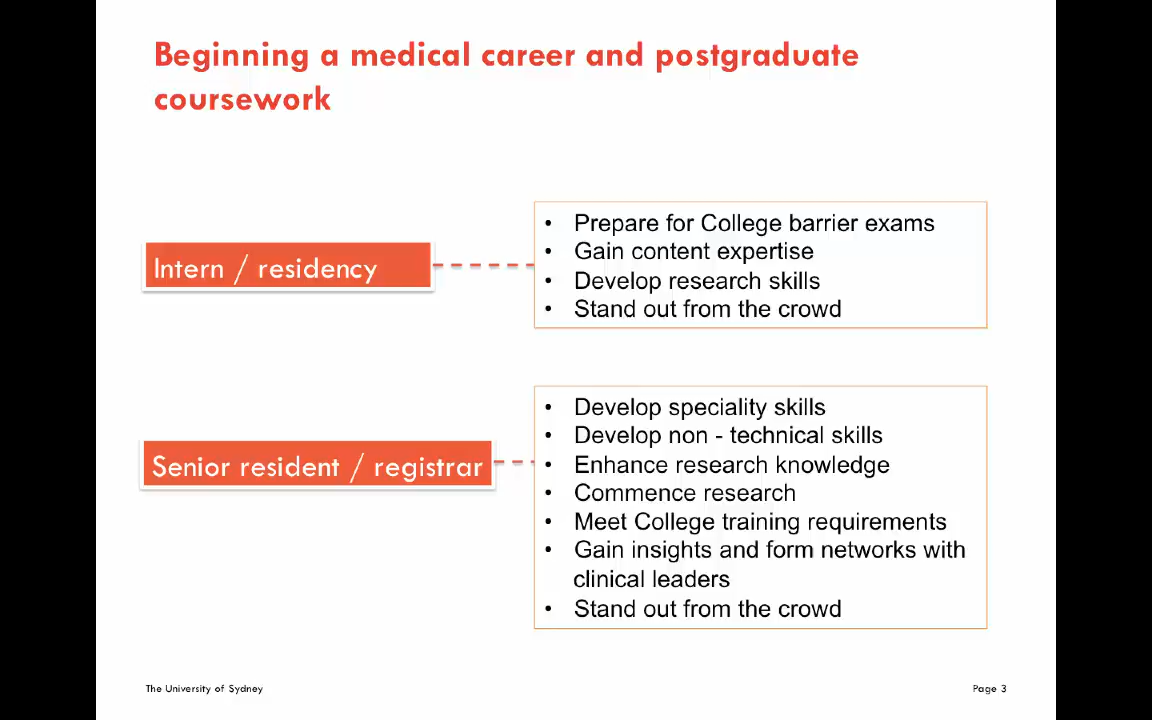 Beginning a medical career and postgraduate
coursework
Intern / residency
• Prepare for College barrier exams
• Gain content expertise
• Develop research skills
• Stand out from the crowd
Senior resident / registrar
• Develop speciality skills
• Develop non - technical skills
• Enhance research knowledge
• Commence research
• Meet College training requirements
• Gain insights and form networks with
clinical leaders
• Stand out from the crowd
The University of Sydney
Page 3